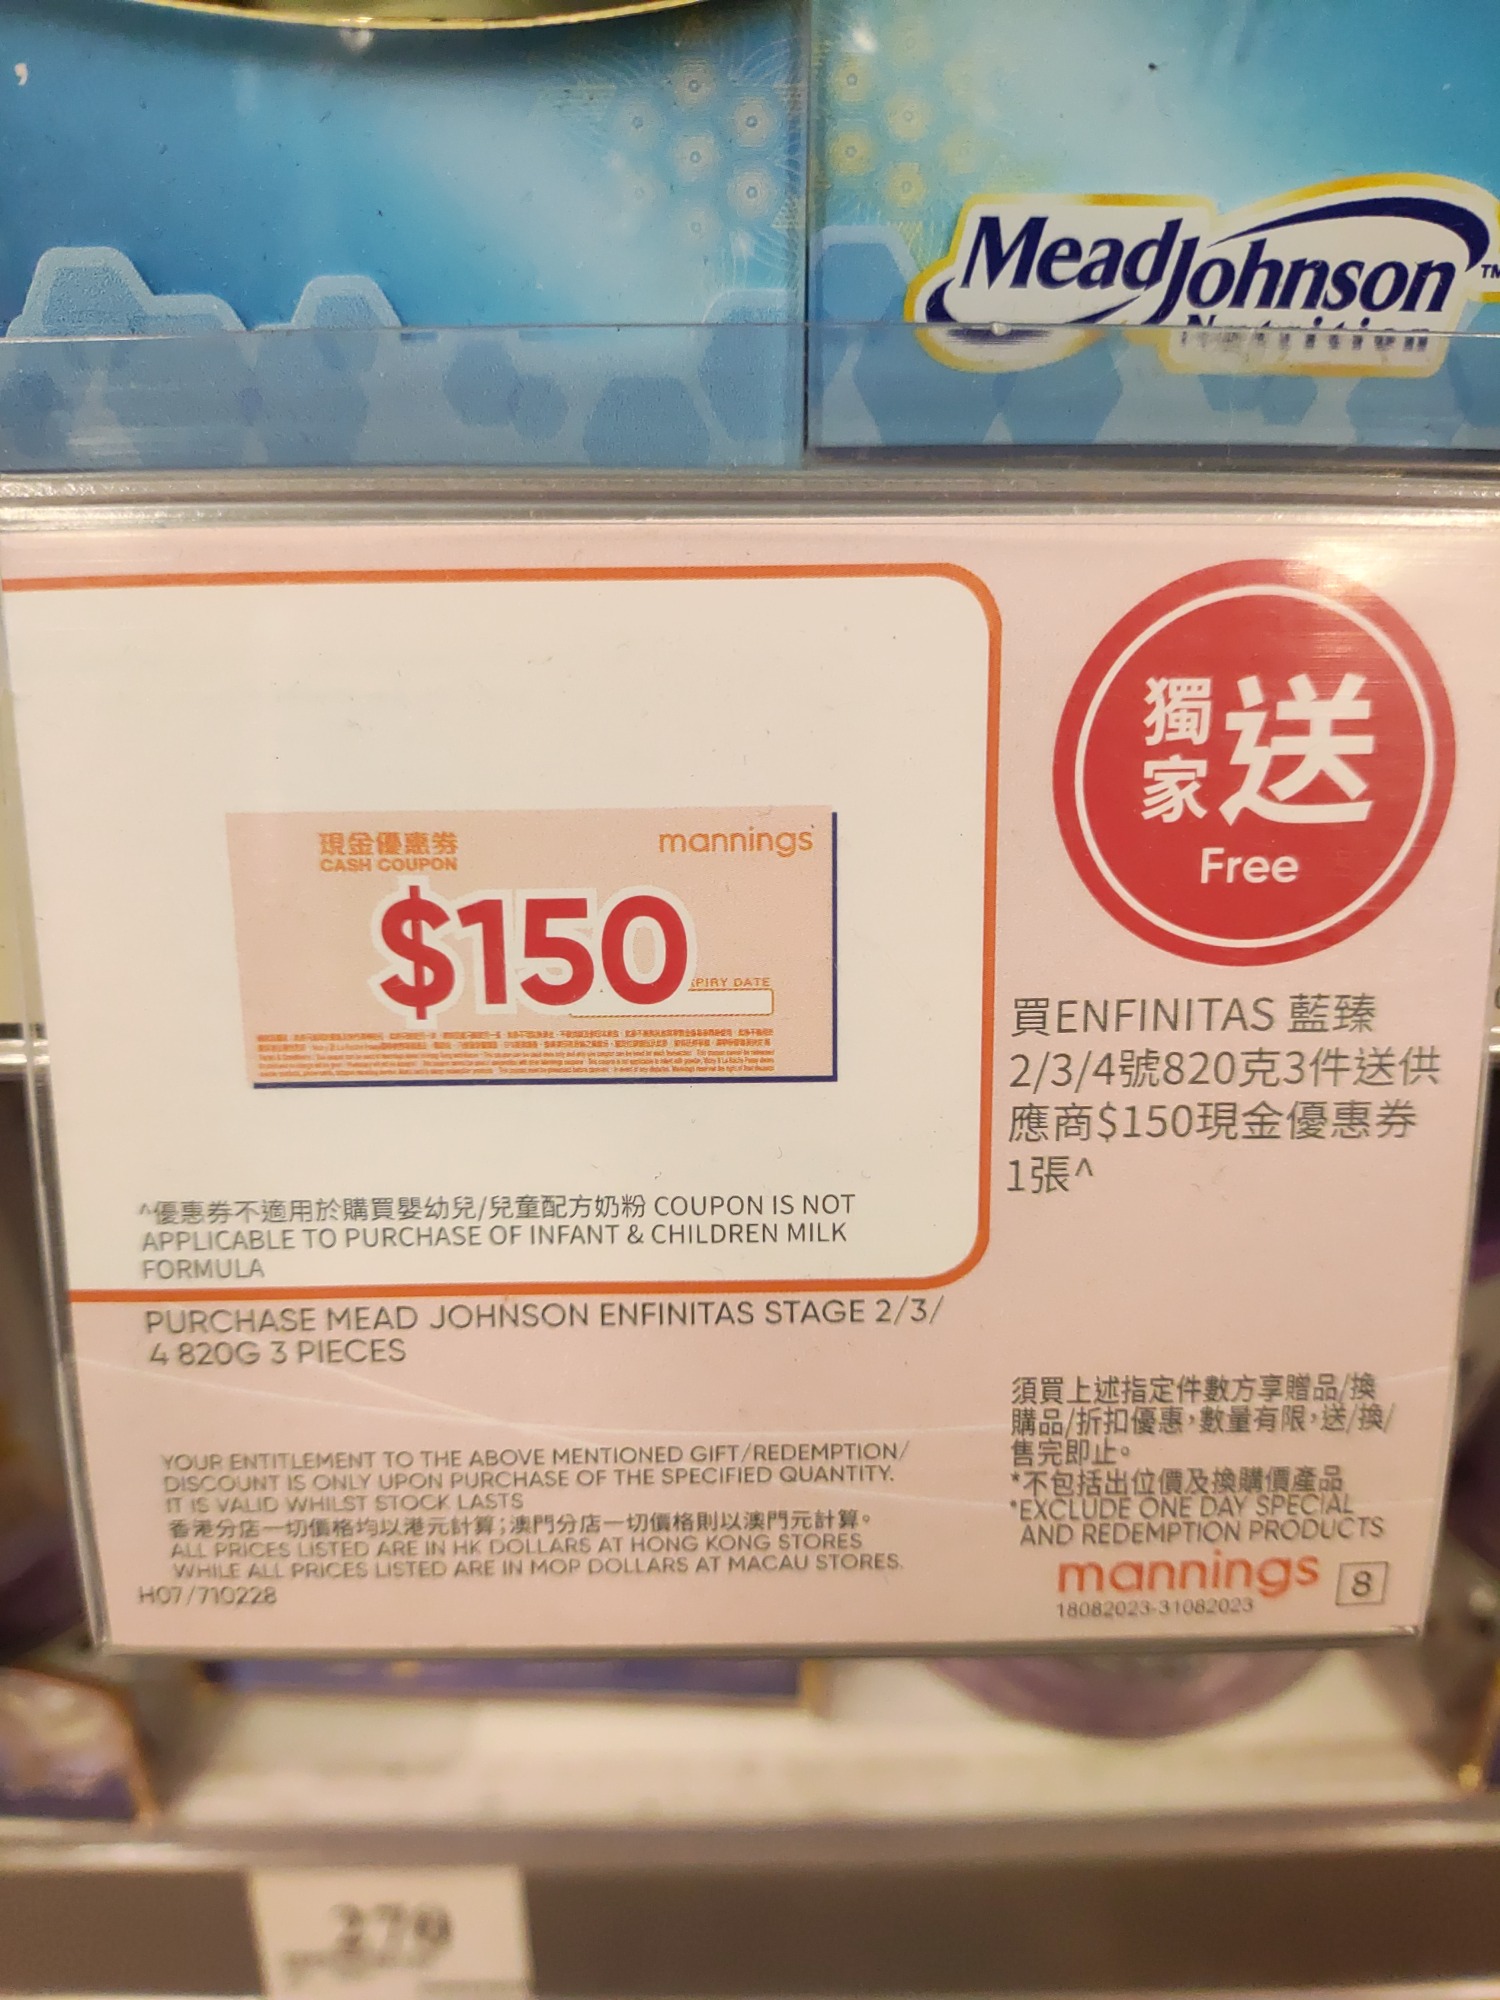 MeadJohnson™
Nutrition
獨家 送
Free
現金優惠券
CASH COUPON
mannings
$150
PIRY DATE
買ENFINITAS 藍臻
2/3/4號820克3件送供
應商$150現金優惠券
1張^
^優惠券不適用於購買嬰幼兒/兒童配方奶粉 COUPON IS NOT
APPLICABLE TO PURCHASE OF INFANT & CHILDREN MILK
FORMULA
PURCHASE MEAD JOHNSON ENFINITAS STAGE 2/3/
4 820G 3 PIECES
須買上述指定件數方享贈品/換
購品/折扣優惠,數量有限,送/換/
售完即止。
*不包括出位價及換購價產品
*EXCLUDE ONE DAY SPECIAL
AND REDEMPTION PRODUCTS
YOUR ENTITLEMENT TO THE ABOVE MENTIONED GIFT/REDEMPTION/
DISCOUNT IS ONLY UPON PURCHASE OF THE SPECIFIED QUANTITY.
IT IS VALID WHILST STOCK LASTS
香港分店一切價格均以港元計算;澳門分店一切價格則以澳門元計算。
ALL PRICES LISTED ARE IN HK DOLLARS AT HONG KONG STORES
WHILE ALL PRICES LISTED ARE IN MOP DOLLARS AT MACAU STORES.
H07/710228
mannings 8
18082023-31082023